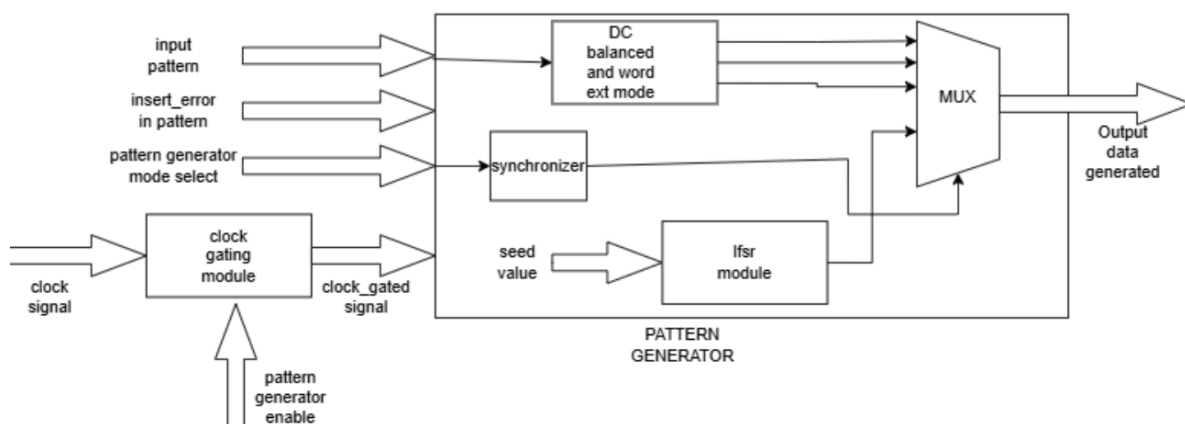 input
pattern
insert_error
in pattern
pattern generator
mode select
DC
balanced
and word
ext mode
MUX
Output
data
generated
synchronizer
clock
signal
clock
gating
module
clock_gated
signal
seed
value
lfsr
module
PATTERN
GENERATOR
pattern
generator
enable